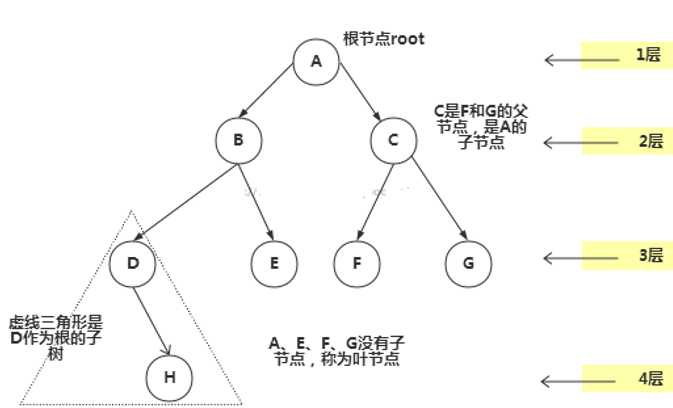 根节点root
A
1层
C是F和G的父
节点，是A的
子节点
B
C
2层
D
E
F
G
3层
虚线三角形是
D作为根的子
树
A、E、F、G没有子
节点，称为叶节点
H
4层